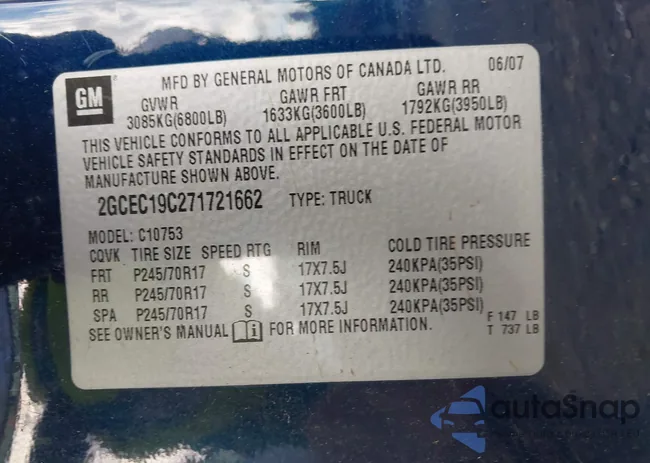 GM
MFD BY GENERAL MOTORS OF CANADA LTD. 06/07
GVWR GAWR FRT GAWR RR
3085KG(6800LB) 1633KG(3600LB) 1792KG(3950LB)
THIS VEHICLE CONFORMS TO ALL APPLICABLE U.S. FEDERAL MOTOR
VEHICLE SAFETY STANDARDS IN EFFECT ON THE DATE OF
MANUFACTURE SHOWN ABOVE.
2GCEC19C271721662 TYPE: TRUCK
MODEL: C10753
CQVK TIRE SIZE SPEED RTG RIM COLD TIRE PRESSURE
FRT P245/70R17 S 17X7.5J 240KPA(35PSI)
RR P245/70R17 S 17X7.5J 240KPA(35PSI)
SPA P245/70R17 S 17X7.5J 240KPA(35PSI)
F 147 LB
T 737 LB
SEE OWNER'S MANUAL i FOR MORE INFORMATION.
autoSnap